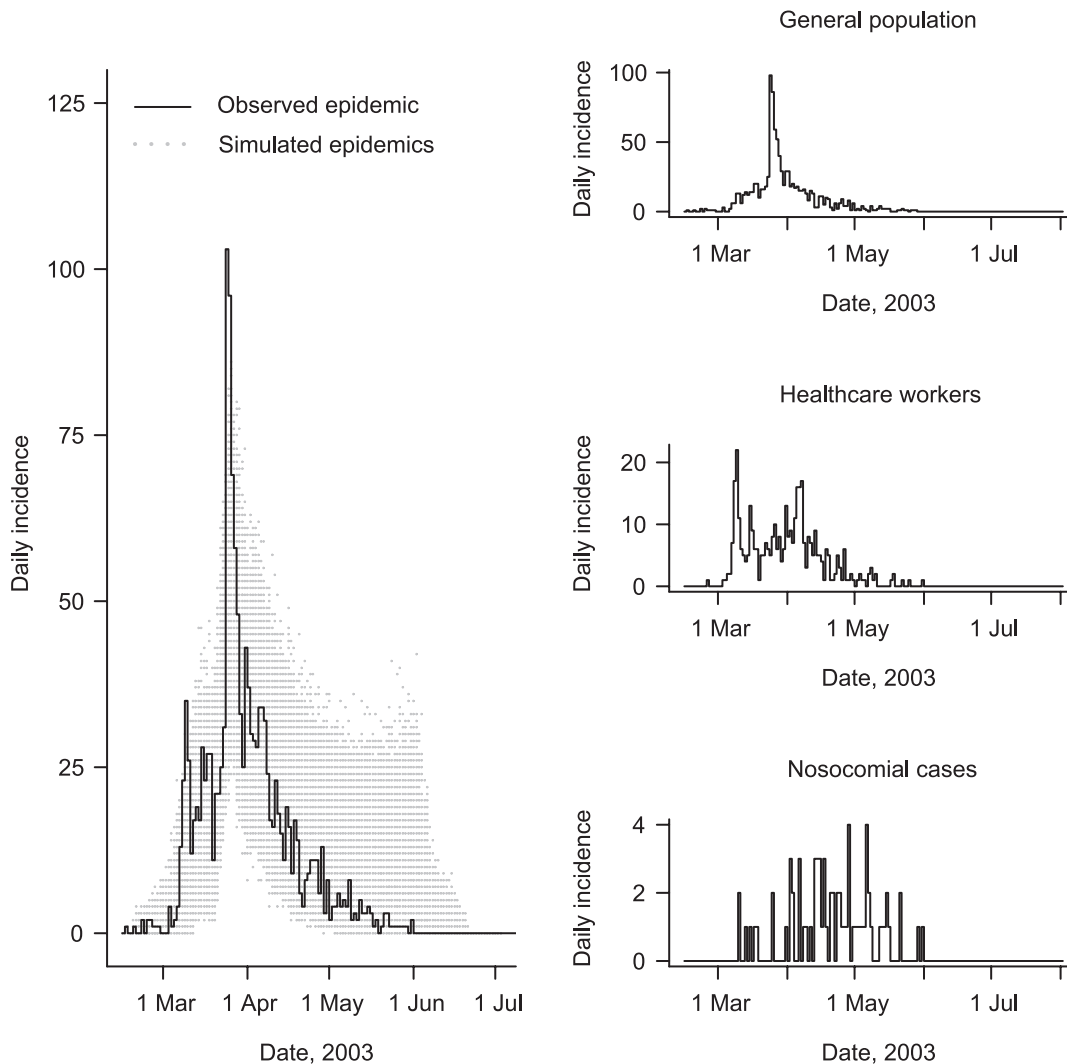 125
100
75
50
25
0
Daily incidence
Observed epidemic
Simulated epidemics
1 Mar 1 Apr 1 May 1 Jun 1 Jul
Date, 2003
General population
100
50
0
Daily incidence
1 Mar 1 May 1 Jul
Date, 2003
Healthcare workers
20
10
0
Daily incidence
1 Mar 1 May 1 Jul
Date, 2003
Nosocomial cases
4
2
0
Daily incidence
1 Mar 1 May 1 Jul
Date, 2003